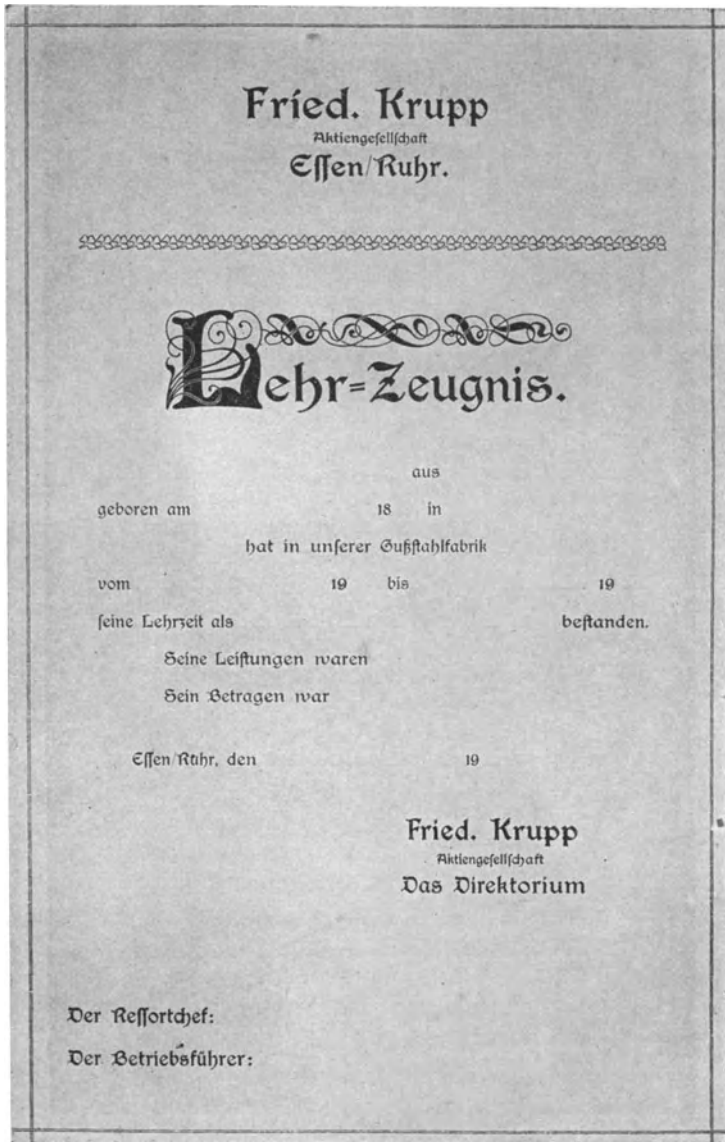 Fried. Krupp
Aktiengeſellſchaft
Eſſen/Ruhr.
Lehr=Zeugnis.
aus
geboren am 18 in
hat in unſerer Gußſtahlfabrik
vom 19 bis 19
ſeine Lehrzeit als beſtanden.
Seine Leiſtungen waren
Sein Betragen war
Eſſen/Ruhr, den 19
Fried. Krupp
Aktiengeſellſchaft
Das Direktorium
Der Reſſortchef:
Der Betriebsführer: